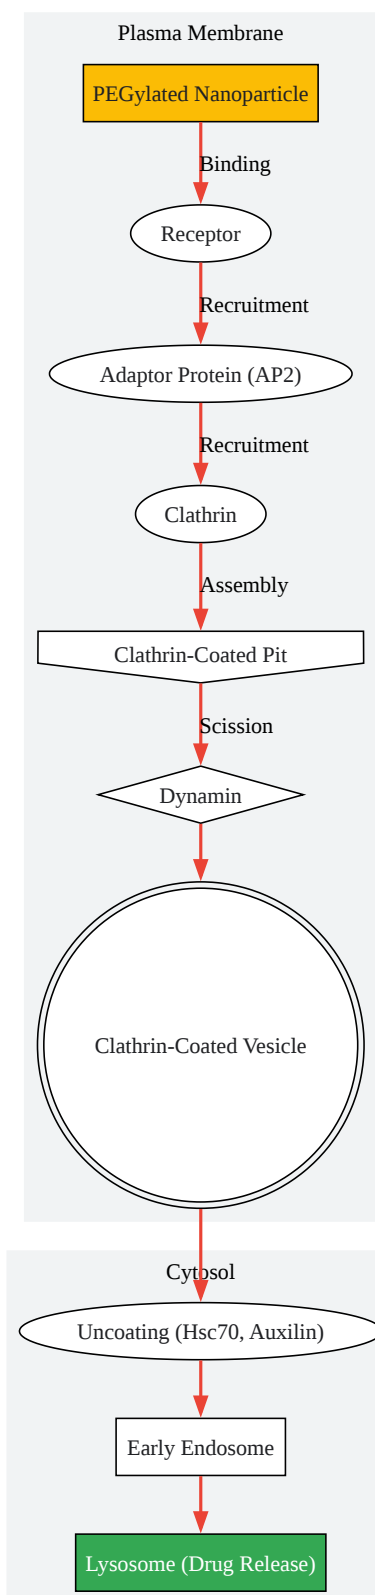 Plasma Membrane
PEGylated Nanoparticle
Binding
Receptor
Recruitment
Adaptor Protein (AP2)
Recruitment
Clathrin
Assembly
Clathrin-Coated Pit
Scission
Dynamin
Clathrin-Coated Vesicle
Cytosol
Uncoating (Hsc70, Auxilin)
Early Endosome
Lysosome (Drug Release)